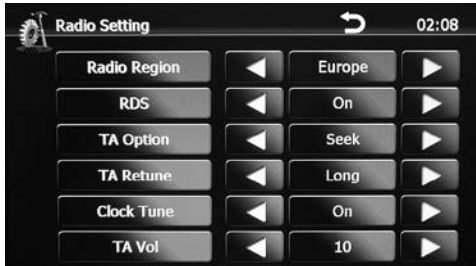 Radio Setting 02:08
Radio Region Europe
RDS On
TA Option Seek
TA Retune Long
Clock Tune On
TA Vol 10